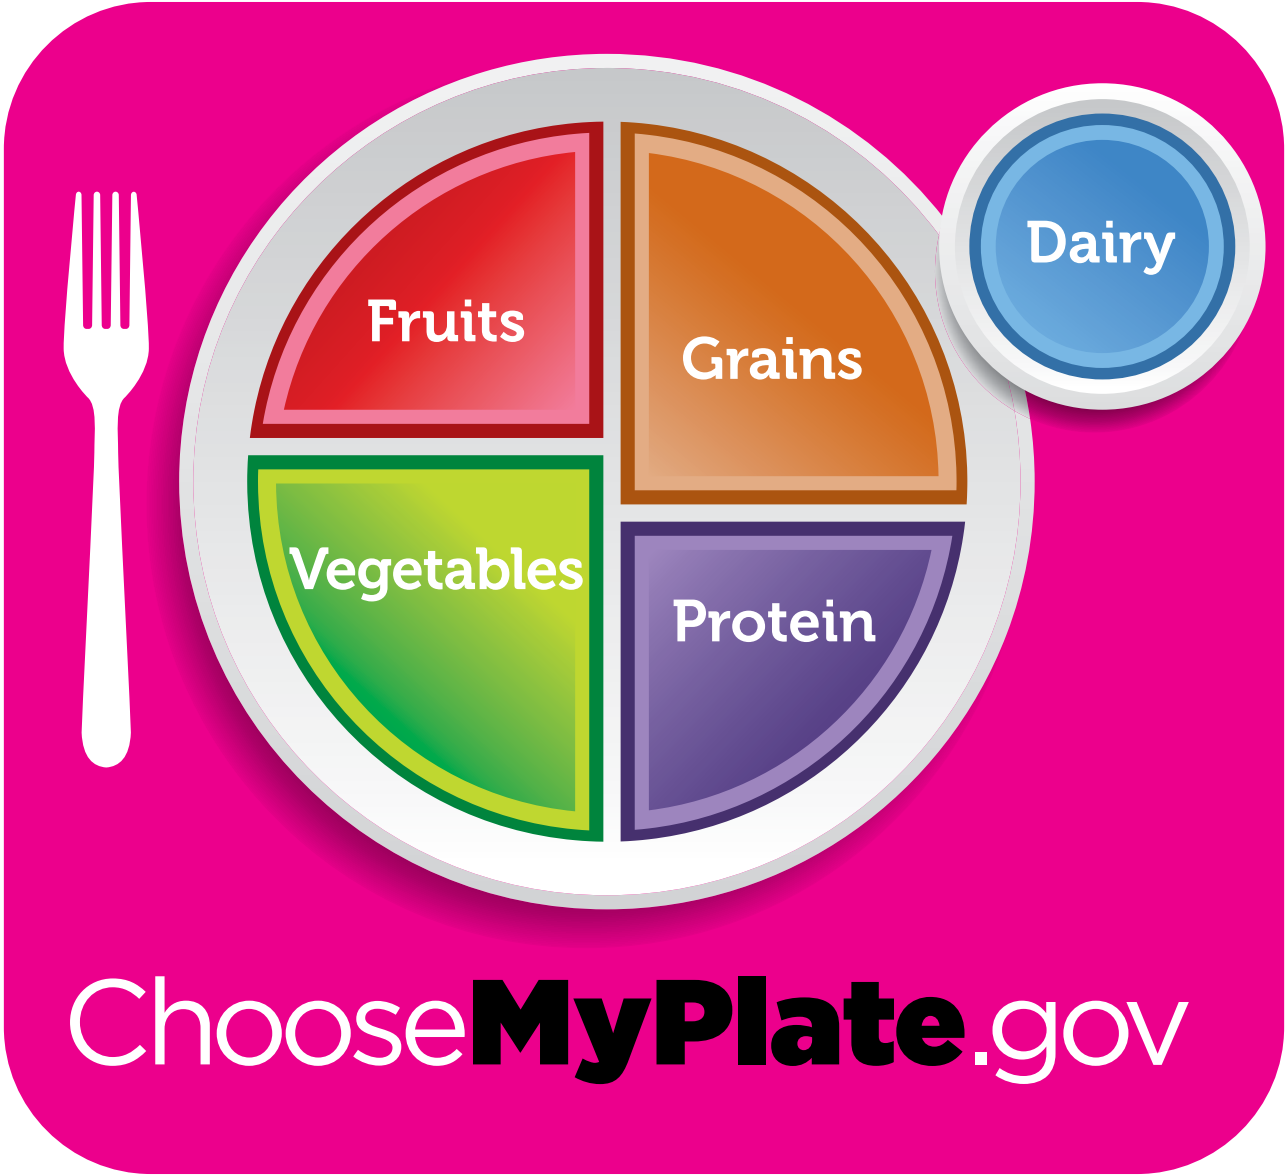 Dairy
Fruits
Grains
Vegetables
Protein
ChooseMyPlate.gov